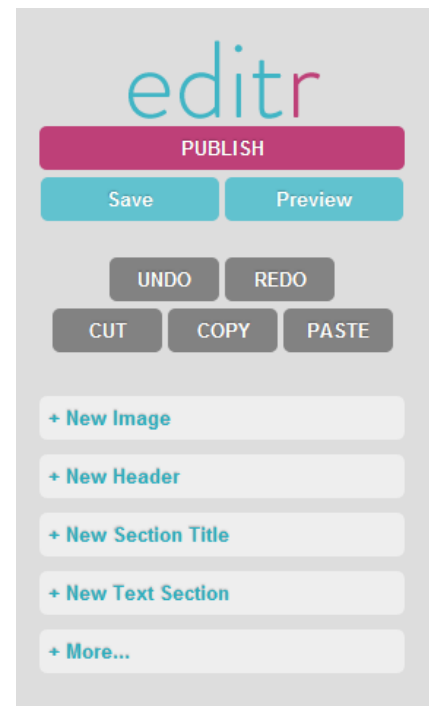 editr
PUBLISH
Save Preview
UNDO REDO
CUT COPY PASTE
+ New Image
+ New Header
+ New Section Title
+ New Text Section
+ More...